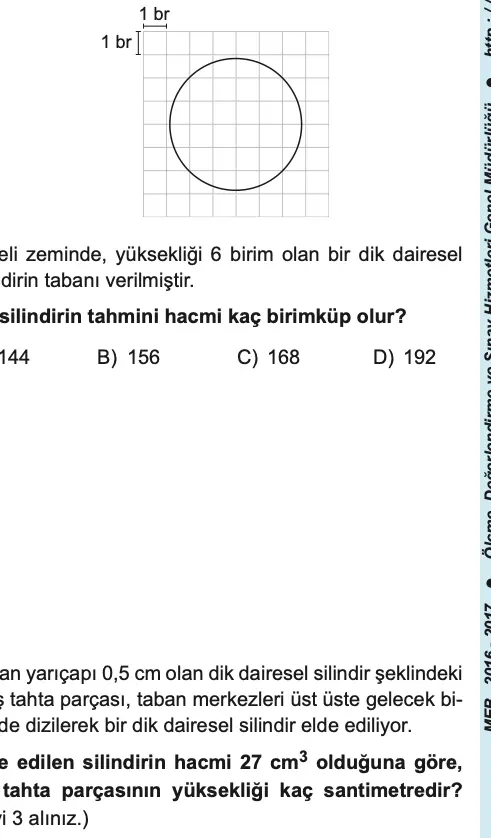 1 br
1 br
eli zeminde, yüksekliği 6 birim olan bir dik dairesel
dirin tabanı verilmiştir.
silindirin tahmini hacmi kaç birimküp olur?
144 B) 156 C) 168 D) 192
an yarıçapı 0,5 cm olan dik dairesel silindir şeklindeki
ş tahta parçası, taban merkezleri üst üste gelecek bi-
de dizilerek bir dik dairesel silindir elde ediliyor.
e edilen silindirin hacmi 27 cm³ olduğuna göre,
tahta parçasının yüksekliği kaç santimetredir?
i 3 alınız.)
2016 - 2017 ● Ölçme, Değerlendirme ve Sınav Hizmetleri Genel Müdürlüğü ● http://